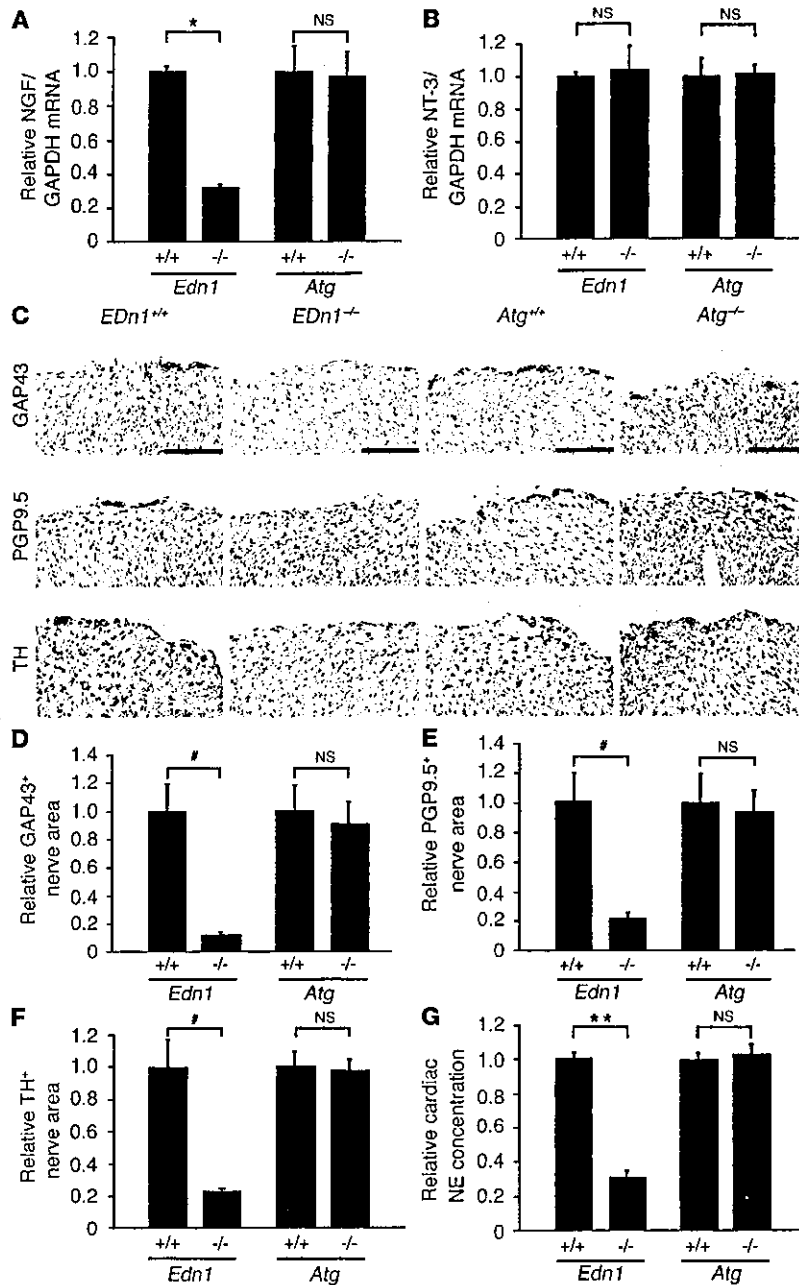 A
Relative NGF/
GAPDH mRNA
1.2
1.0
0.8
0.6
0.4
0.2
0
*
NS
+/+ -/- +/+ -/-
Edn1 Atg
B
Relative NT-3/
GAPDH mRNA
1.2
1.0
0.8
0.6
0.4
0.2
0
NS
NS
+/+ -/- +/+ -/-
Edn1 Atg
C
EDn1+/+ EDn1-/- Atg+/+ Atg-/-
GAP43
PGP9.5
TH
D
Relative GAP43+
nerve area
1.4
1.2
1.0
0.8
0.6
0.4
0.2
0
#
NS
+/+ -/- +/+ -/-
Edn1 Atg
E
Relative PGP9.5+
nerve area
1.4
1.2
1.0
0.8
0.6
0.4
0.2
0
#
NS
+/+ -/- +/+ -/-
Edn1 Atg
F
Relative TH+
nerve area
1.2
1.0
0.8
0.6
0.4
0.2
0
#
NS
+/+ -/- +/+ -/-
Edn1 Atg
G
Relative cardiac
NE concentration
1.2
1.0
0.8
0.6
0.4
0.2
0
**
NS
+/+ -/- +/+ -/-
Edn1 Atg